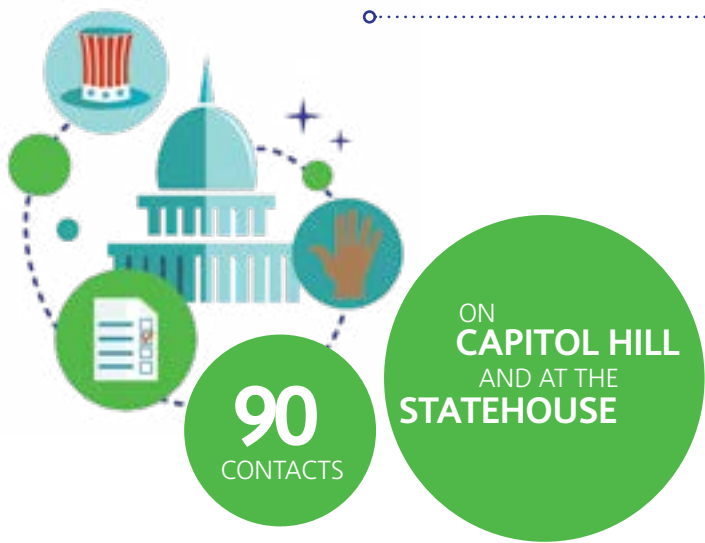 90
CONTACTS
ON
CAPITOL HILL
AND AT THE
STATEHOUSE